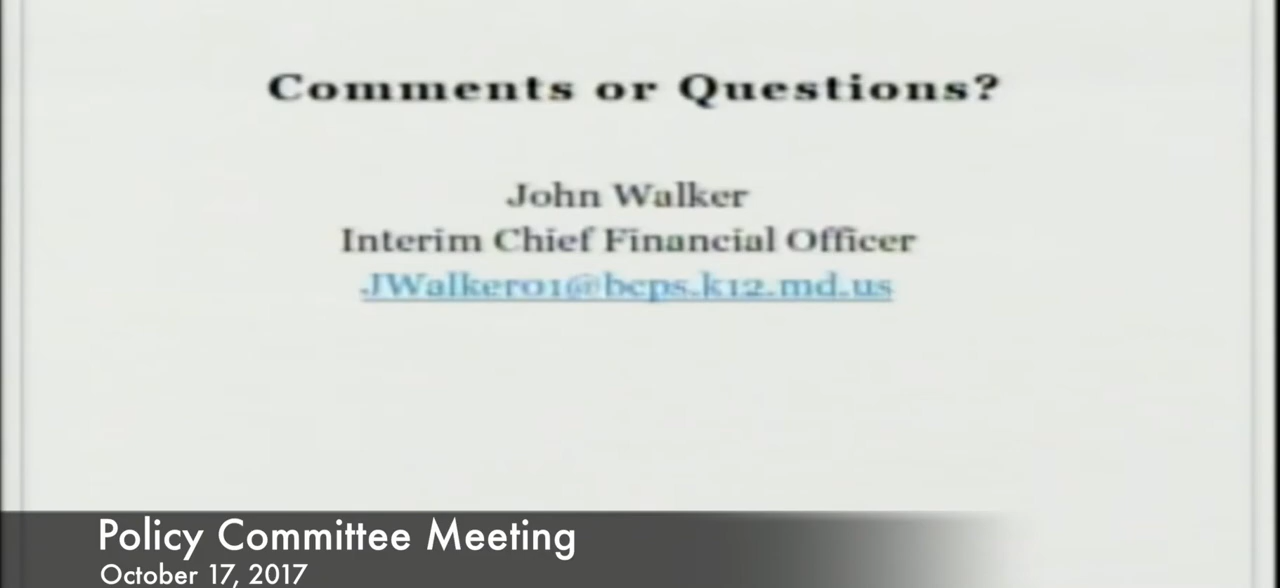 Comments or Questions?
John Walker
Interim Chief Financial Officer
JWalker01@bcps.k12.md.us
Policy Committee Meeting
October 17, 2017